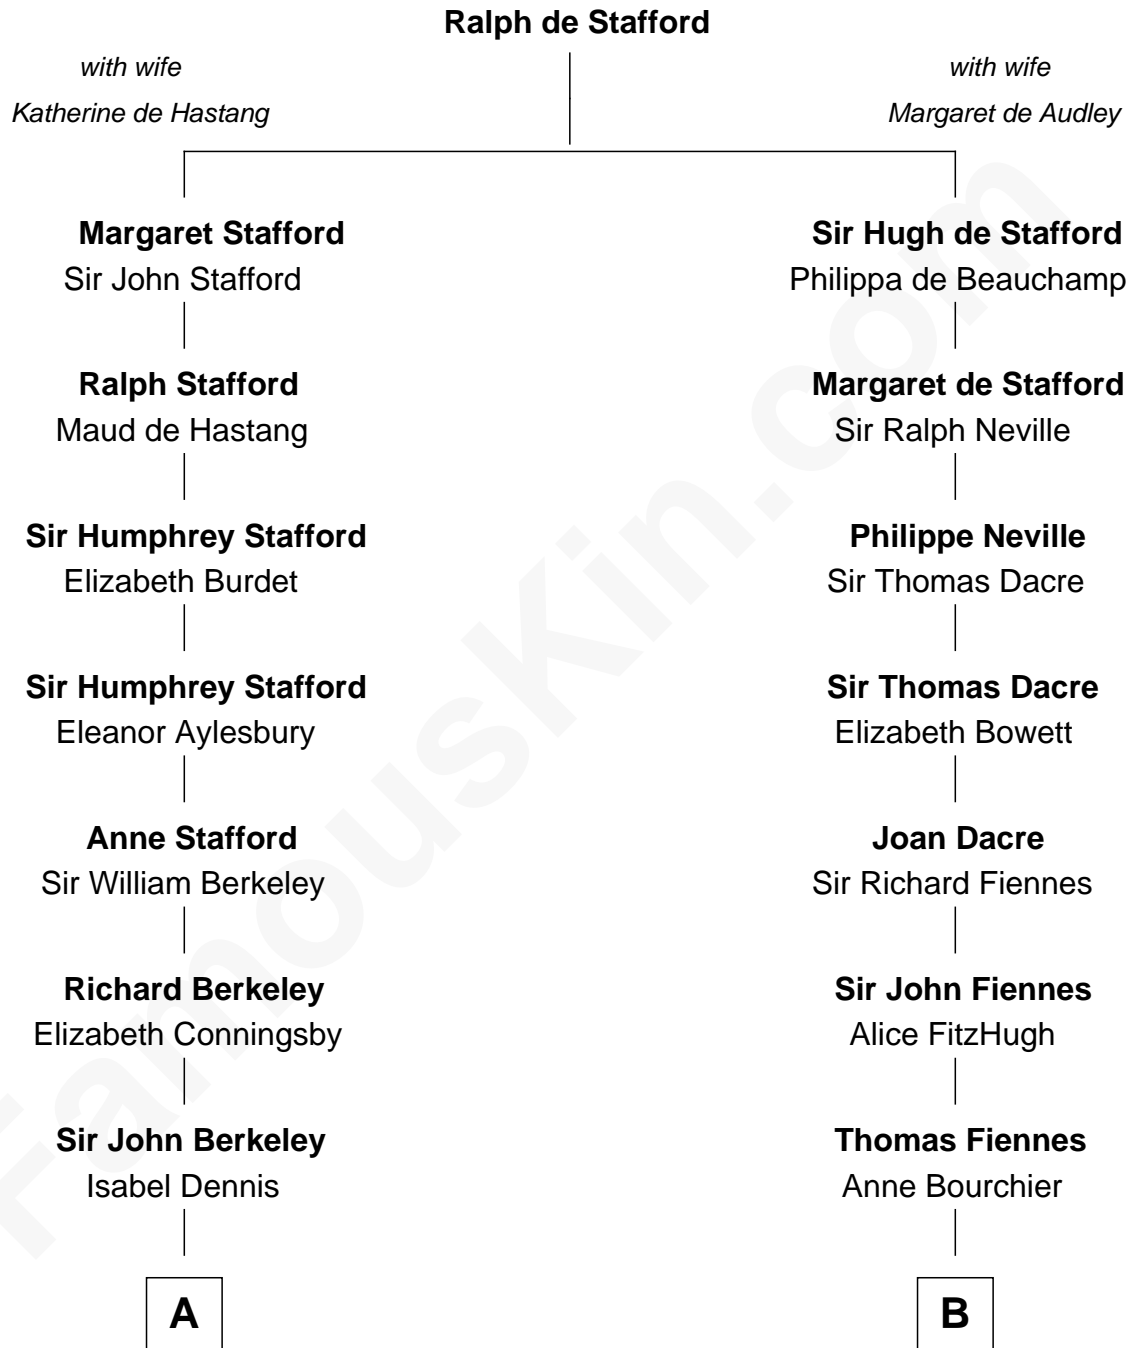 Ralph de Stafford
with wife
Katherine de Hastang
with wife
Margaret de Audley
Margaret Stafford
Sir John Stafford
Sir Hugh de Stafford
Philippa de Beauchamp
Ralph Stafford
Maud de Hastang
Margaret de Stafford
Sir Ralph Neville
Sir Humphrey Stafford
Elizabeth Burdet
Philippe Neville
Sir Thomas Dacre
Sir Humphrey Stafford
Eleanor Aylesbury
Sir Thomas Dacre
Elizabeth Bowett
Anne Stafford
Sir William Berkeley
Joan Dacre
Sir Richard Fiennes
Richard Berkeley
Elizabeth Conningsby
Sir John Fiennes
Alice FitzHugh
Sir John Berkeley
Isabel Dennis
Thomas Fiennes
Anne Bourchier
A
B
FamousKin.com